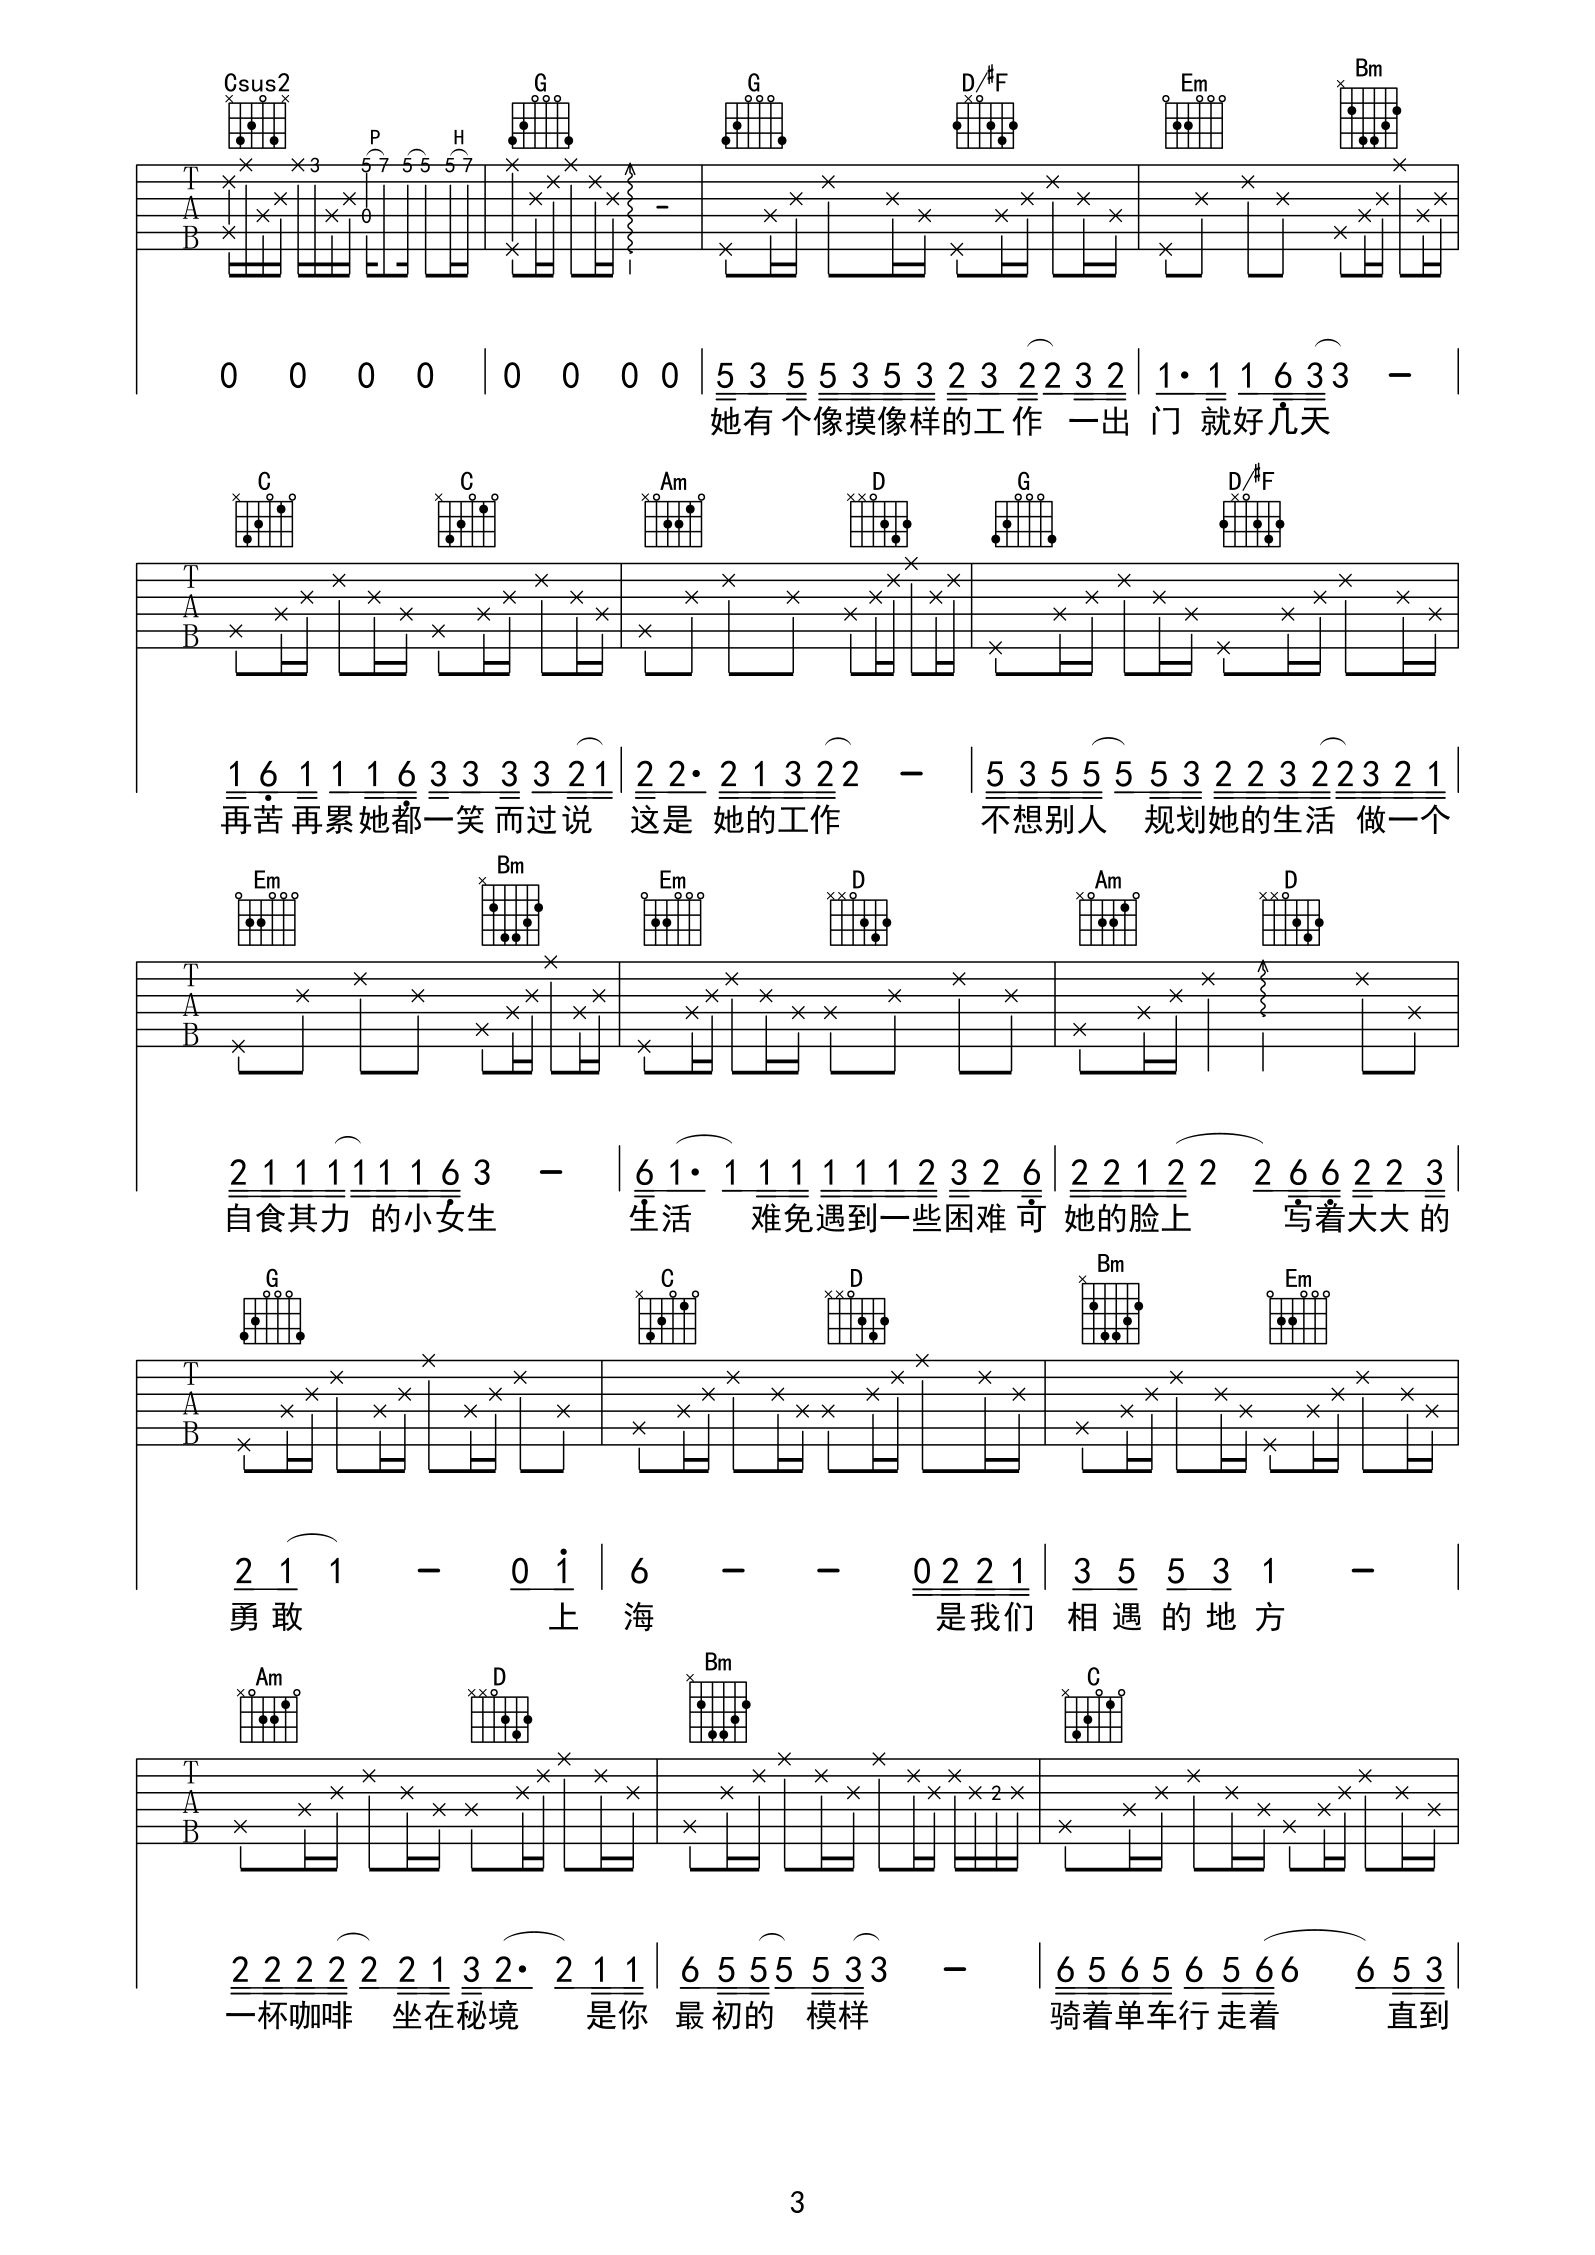 Csus2 G G D/#F Em Bm
P H
T 3 5 7 5 5 5 7
A 0
B
0 0 0 0 0 0 0 0 5 3 5 5 3 5 3 2 3 2 2 3 2 1· 1 1 6 3 3 –
她有个像摸像样的工作 一出 门 就好几天
C C Am D G D/#F
T
A
B
1 6 1 1 1 6 3 3 3 3 2 1 2 2· 2 1 3 2 2 – 5 3 5 5 5 5 3 2 2 3 2 2 3 2 1
再苦 再累她都一笑 而过说 这是 她的工作 不想别人 规划她的生活 做一个
Em Bm Em D Am D
T
A
B
2 1 1 1 1 1 1 6 3 – 6 1· 1 1 1 1 1 1 2 3 2 6 2 2 1 2 2 2 6 6 2 2 3
自食其力 的小女生 生活 难免遇到一些困难 可 她的脸上 写着大大 的
G C D Bm Em
T
A
B
2 1 1 – 0 1 6 – – 0 2 2 1 3 5 5 3 1 –
勇敢 上 海 是我们 相遇 的地方
Am D Bm C
T
A 2
B
2 2 2 2 2 2 1 3 2· 2 1 1 6 5 5 5 5 3 3 – 6 5 6 5 6 5 6 6 6 5 3
一杯咖啡 坐在秘境 是你 最初的 模样 骑着单车行走着 直到
3